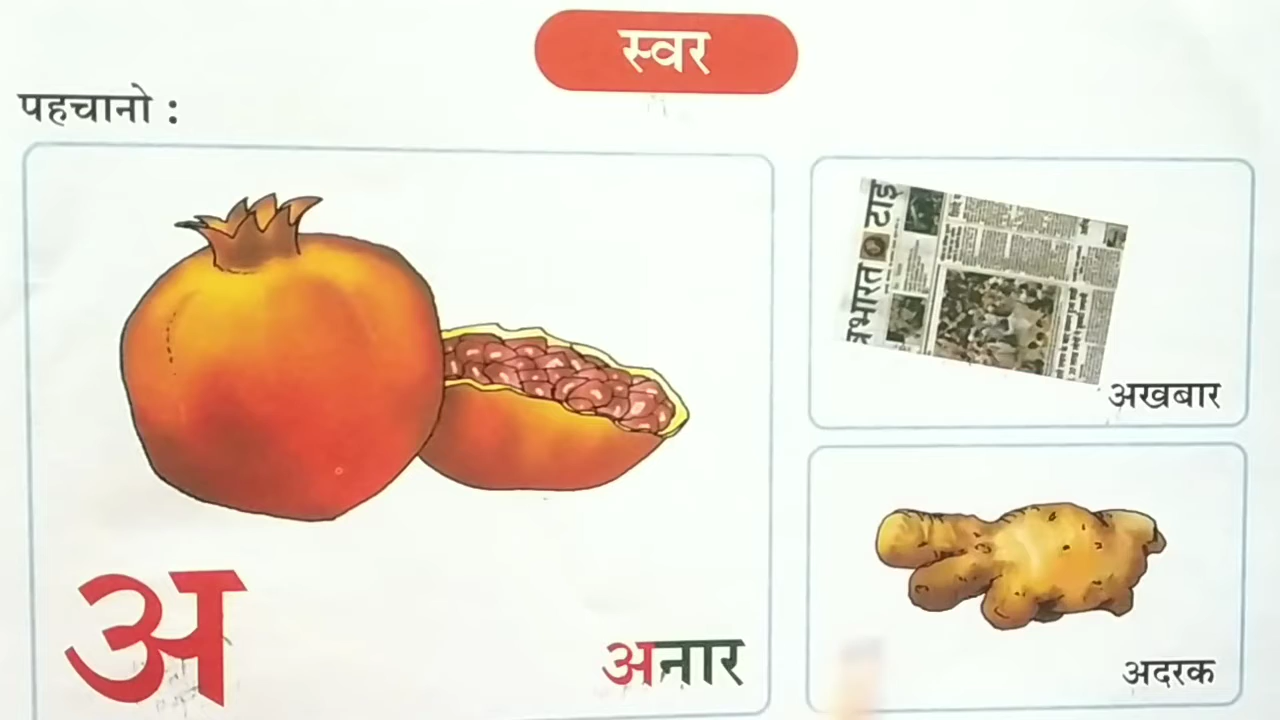 स्वर
पहचानो :
अ
अनार
अखबार
अदरक